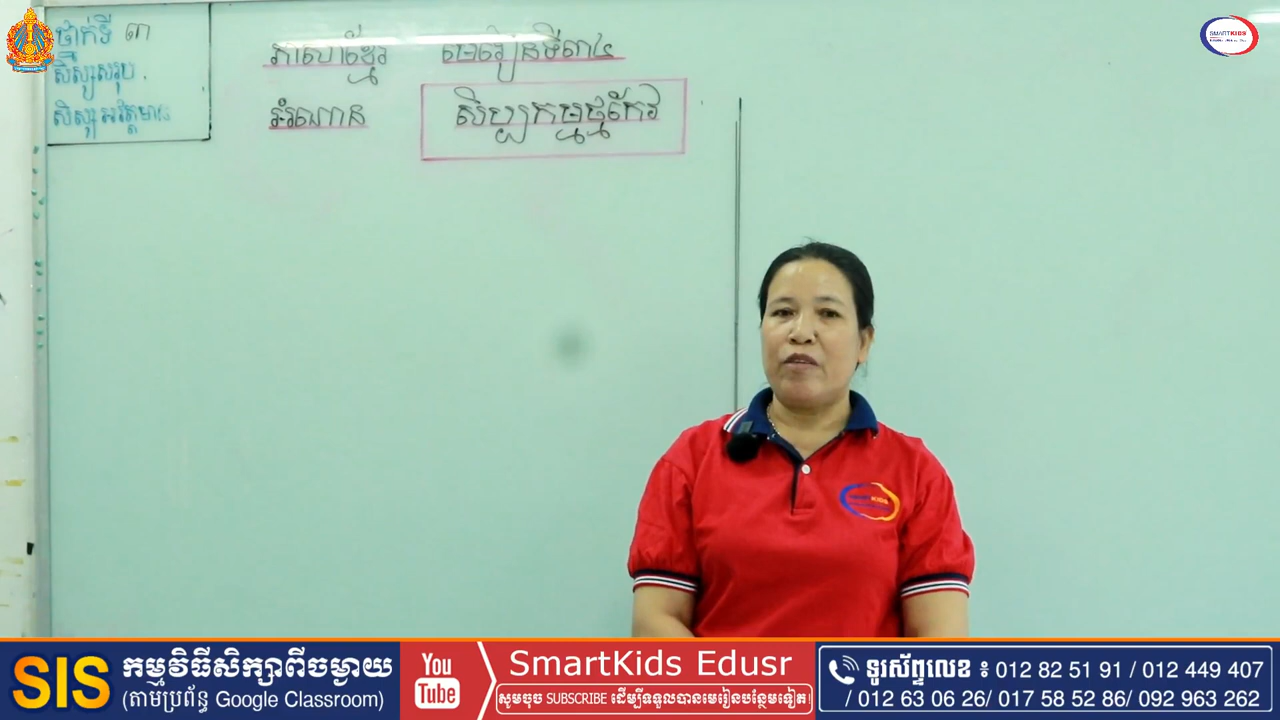 ថ្នាក់ទី ៣
សិស្សសរុប .
សិស្សអវត្តមាន
ភាសាខ្មែរ មេរៀនទី៣៤
អំណាន សិប្បកម្មថ្មកែវ
SMARTKIDS
SMARTKIDS
SIS
កម្មវិធីសិក្សាពីចម្ងាយ
(តាមប្រព័ន្ធ Google Classroom)
You
Tube
SmartKids Edusr
សូមចុច SUBSCRIBE ដើម្បីទទួលបានមេរៀនបន្ថែមទៀត!
ទូរស័ព្ទលេខ ៖ 012 82 51 91 / 012 449 407
/ 012 63 06 26/ 017 58 52 86/ 092 963 262